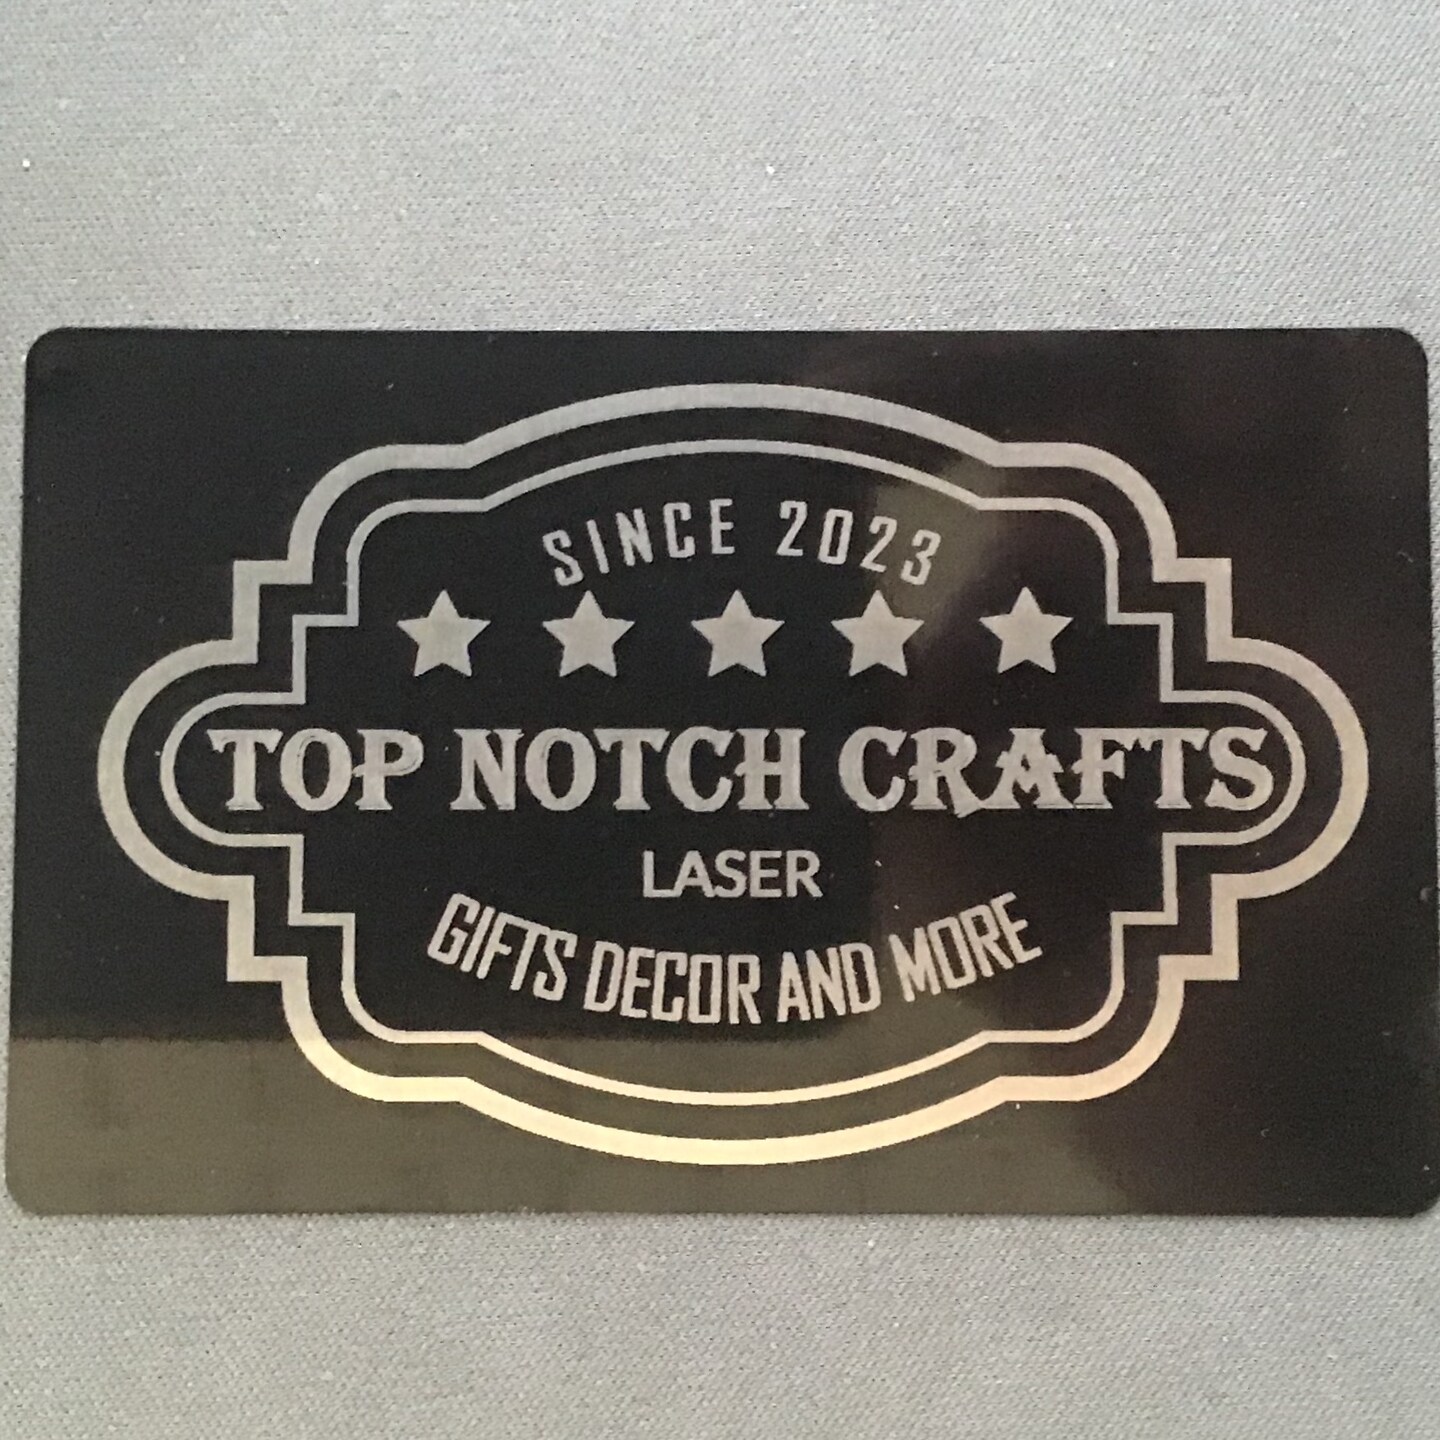 SINCE 2023
TOP NOTCH CRAFTS
LASER
GIFTS DECOR AND MORE